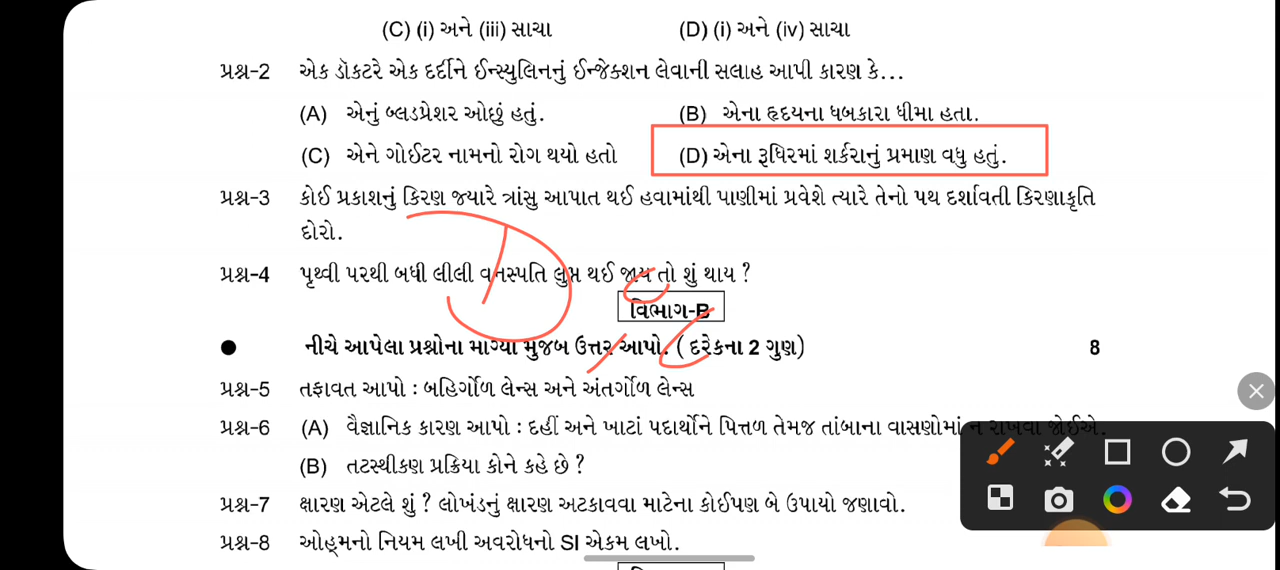 (C) (i) અને (iii) સાચા (D) (i) અને (iv) સાચા
પ્રશ્ન-2 એક ડૉકટરે એક દર્દીને ઈન્સ્યુલિનનું ઈન્જેક્શન લેવાની સલાહ આપી કારણ કે...
(A) એનું બ્લડપ્રેશર ઓછું હતું. (B) એના હૃદયના ધબકારા ધીમા હતા.
(C) એને ગોઈટર નામનો રોગ થયો હતો (D) એના રૂધિરમાં શર્કરાનું પ્રમાણ વધુ હતું.
પ્રશ્ન-3 કોઈ પ્રકાશનું કિરણ જ્યારે ત્રાંસુ આપાત થઈ હવામાંથી પાણીમાં પ્રવેશે ત્યારે તેનો પથ દર્શાવતી કિરણાકૃતિ
દોરો.
પ્રશ્ન-4 પૃથ્વી પરથી બધી લીલી વનસ્પતિ લુપ્ત થઈ જાય તો શું થાય ?
D
વિભાગ-B
● નીચે આપેલા પ્રશ્નોના માગ્યા મુજબ ઉત્તર આપો. ( દરેકના 2 ગુણ) 8
પ્રશ્ન-5 તફાવત આપો : બહિર્ગોળ લેન્સ અને અંતર્ગોળ લેન્સ
પ્રશ્ન-6 (A) વૈજ્ઞાનિક કારણ આપો : દહીં અને ખાટાં પદાર્થોને પિત્તળ તેમજ તાંબાના વાસણોમાં ન રાખવા જોઈએ.
(B) તટસ્થીકણ પ્રક્રિયા કોને કહે છે ?
પ્રશ્ન-7 ક્ષારણ એટલે શું ? લોખંડનું ક્ષારણ અટકાવવા માટેના કોઈપણ બે ઉપાયો જણાવો.
પ્રશ્ન-8 ઓહ્મનો નિયમ લખી અવરોધનો SI એકમ લખો.